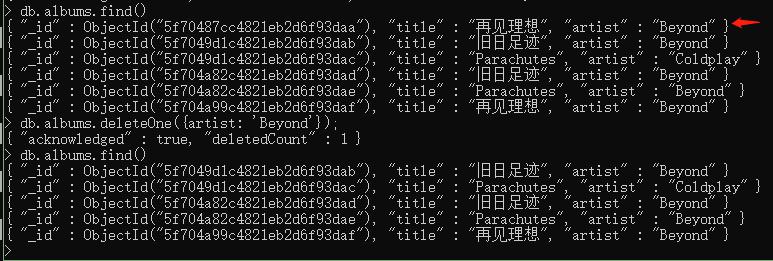 > db.albums.find()
{ "_id" : ObjectId("5f70487cc4821eb2d6f93daa"), "title" : "再见理想", "artist" : "Beyond" }
{ "_id" : ObjectId("5f7049d1c4821eb2d6f93dab"), "title" : "旧日足迹", "artist" : "Beyond" }
{ "_id" : ObjectId("5f7049d1c4821eb2d6f93dac"), "title" : "Parachutes", "artist" : "Coldplay" }
{ "_id" : ObjectId("5f704a82c4821eb2d6f93dad"), "title" : "旧日足迹", "artist" : "Beyond" }
{ "_id" : ObjectId("5f704a82c4821eb2d6f93dae"), "title" : "Parachutes", "artist" : "Beyond" }
{ "_id" : ObjectId("5f704a99c4821eb2d6f93daf"), "title" : "再见理想", "artist" : "Beyond" }
> db.albums.deleteOne({artist: 'Beyond'});
{ "acknowledged" : true, "deletedCount" : 1 }
> db.albums.find()
{ "_id" : ObjectId("5f7049d1c4821eb2d6f93dab"), "title" : "旧日足迹", "artist" : "Beyond" }
{ "_id" : ObjectId("5f7049d1c4821eb2d6f93dac"), "title" : "Parachutes", "artist" : "Coldplay" }
{ "_id" : ObjectId("5f704a82c4821eb2d6f93dad"), "title" : "旧日足迹", "artist" : "Beyond" }
{ "_id" : ObjectId("5f704a82c4821eb2d6f93dae"), "title" : "Parachutes", "artist" : "Beyond" }
{ "_id" : ObjectId("5f704a99c4821eb2d6f93daf"), "title" : "再见理想", "artist" : "Beyond" }
>